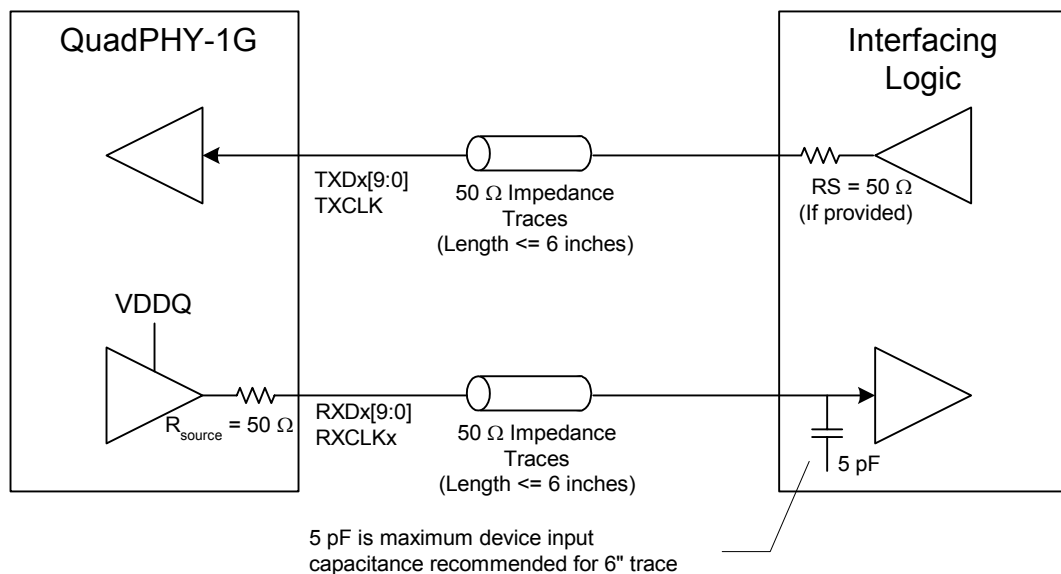 QuadPHY-1G
Interfacing
Logic
TXDx[9:0]
TXCLK
50 Ω Impedance
Traces
(Length <= 6 inches)
RS = 50 Ω
(If provided)
VDDQ
Rsource = 50 Ω
RXDx[9:0]
RXCLKx
50 Ω Impedance
Traces
(Length <= 6 inches)
5 pF
5 pF is maximum device input
capacitance recommended for 6" trace